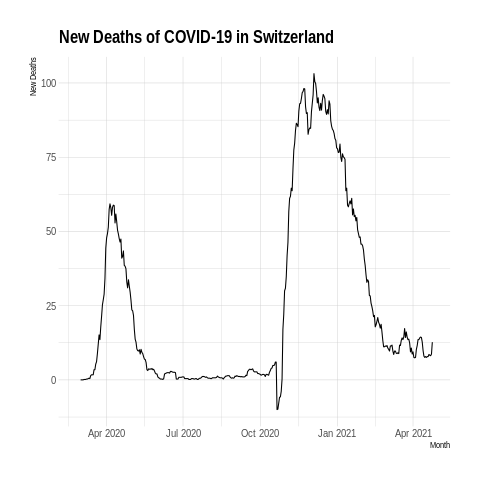 New Deaths of COVID-19 in Switzerland
New Deaths
100
75
50
25
0
Apr 2020 Jul 2020 Oct 2020 Jan 2021 Apr 2021
Month